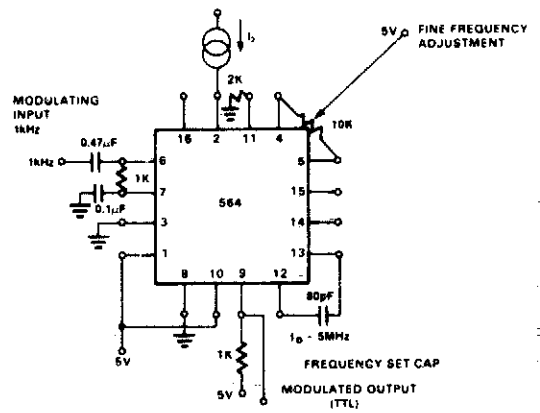 I₂
5V
FINE FREQUENCY
ADJUSTMENT
2K
MODULATING
INPUT
1kHz
16
2
11
4
10K
0.47μF
1kHz
6
5
1K
7
564
15
0.1μF
3
14
1
13
8
10
9
12
80pF
f₀ - 5MHz
5V
1K
FREQUENCY SET CAP
5V
MODULATED OUTPUT
(TTL)